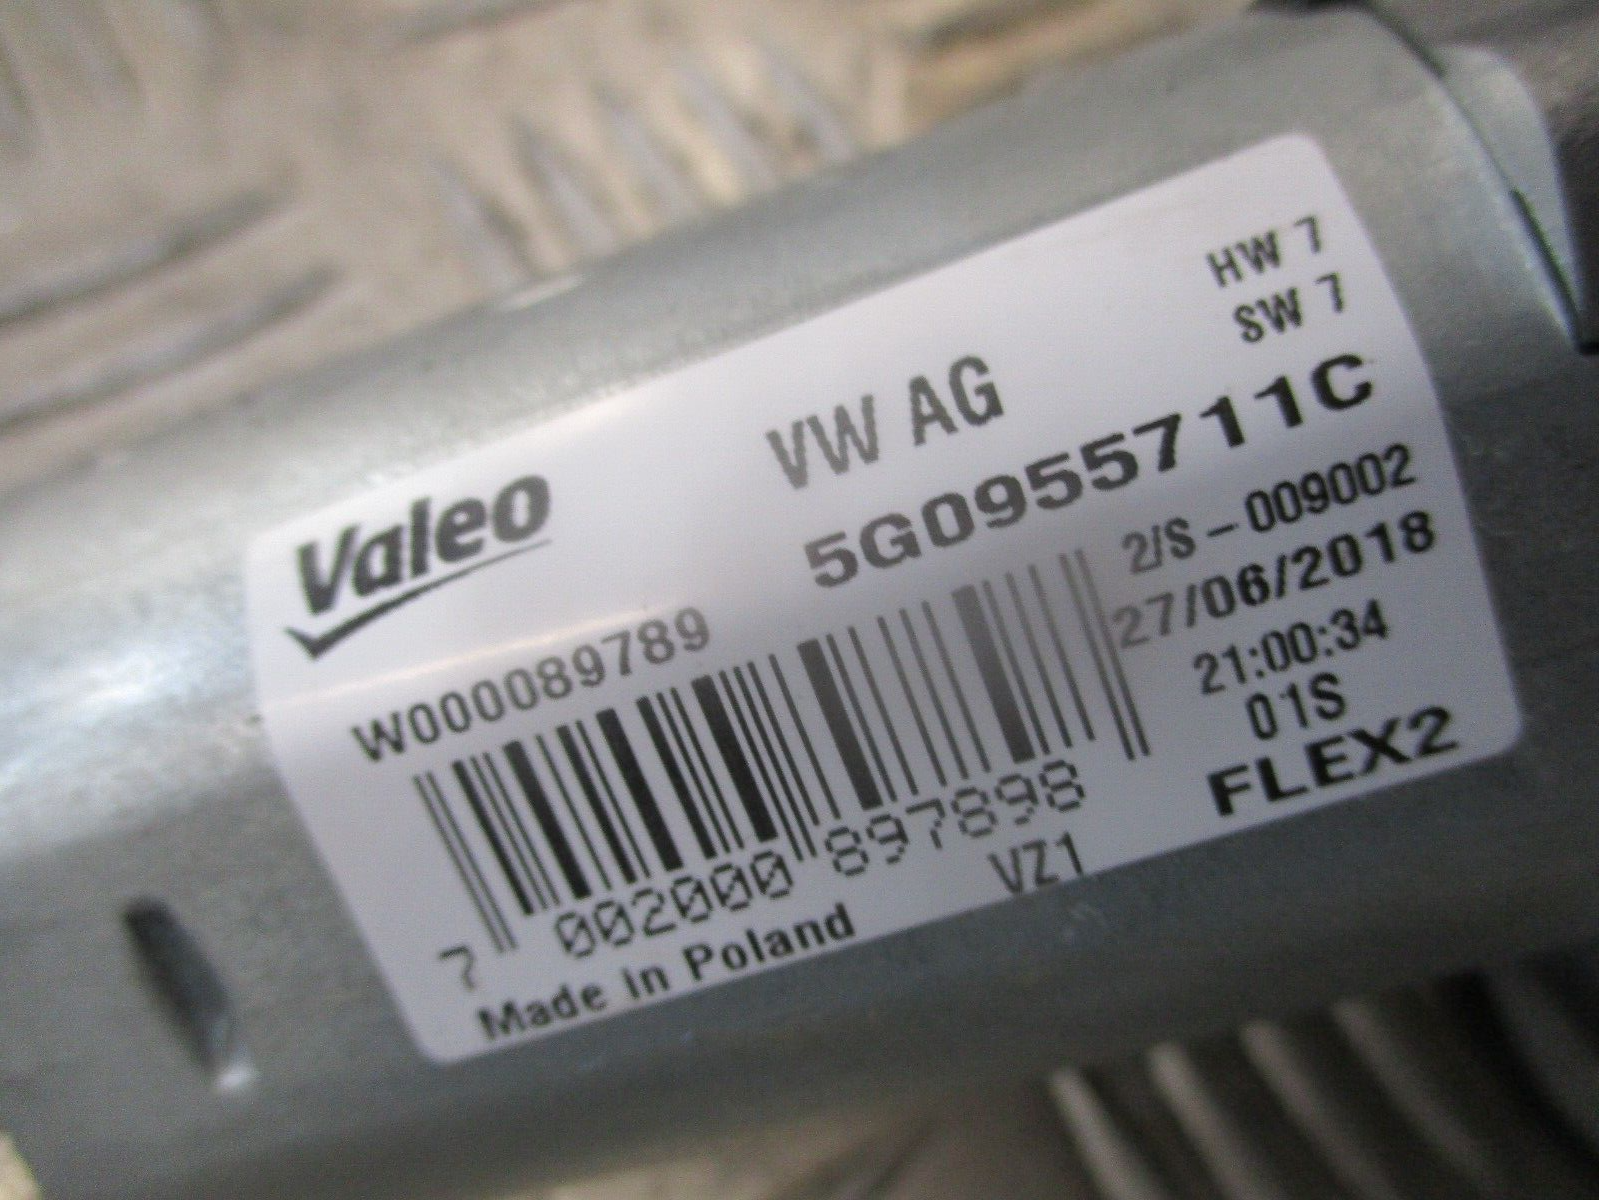 Valeo
VW AG
HW 7
SW 7
5G0955711C
W000089789
2/S - 009002
27/06/2018
21:00:34
01S
FLEX2
7 002000 897898
VZ1
Made in Poland